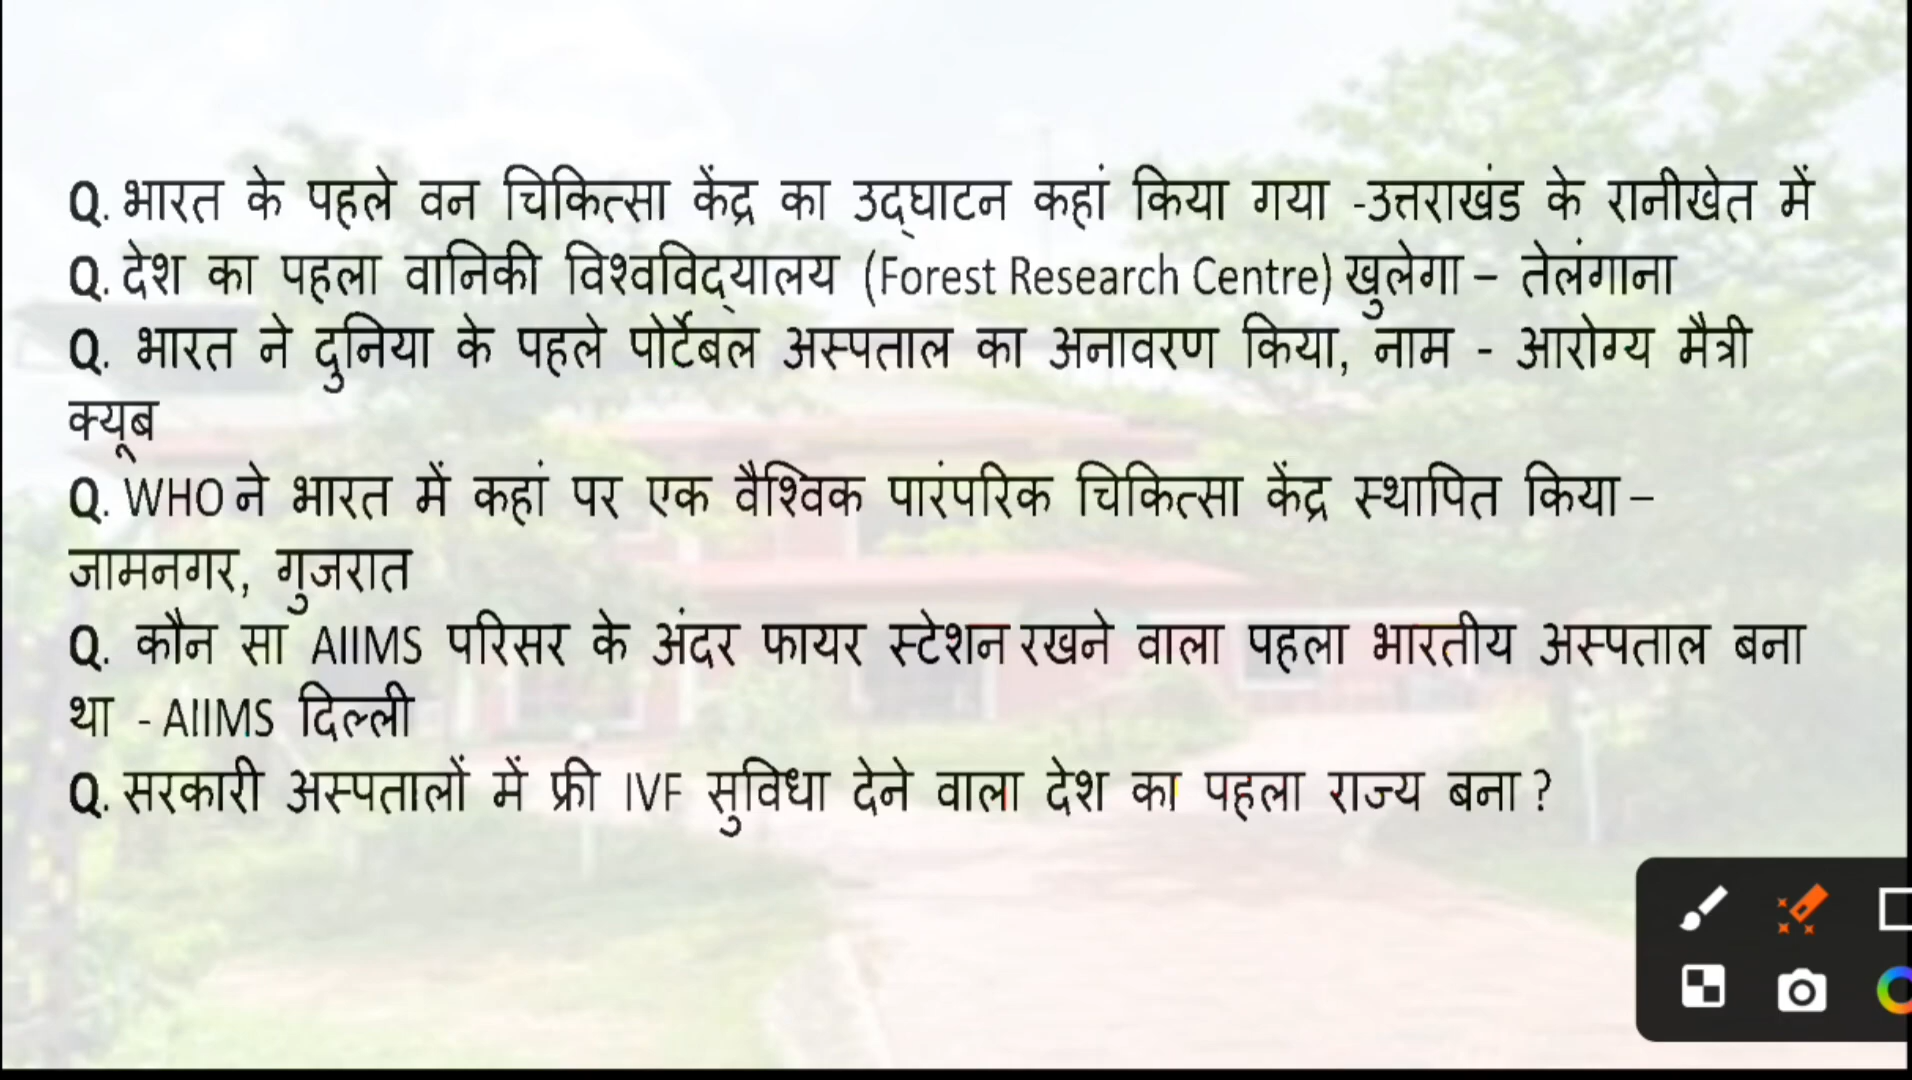 Q. भारत के पहले वन चिकित्सा केंद्र का उद्घाटन कहां किया गया -उत्तराखंड के रानीखेत में
Q. देश का पहला वानिकी विश्वविद्यालय (Forest Research Centre) खुलेगा – तेलंगाना
Q. भारत ने दुनिया के पहले पोर्टेबल अस्पताल का अनावरण किया, नाम - आरोग्य मैत्री
क्यूब
Q. WHO ने भारत में कहां पर एक वैश्विक पारंपरिक चिकित्सा केंद्र स्थापित किया –
जामनगर, गुजरात
Q. कौन सा AIIMS परिसर के अंदर फायर स्टेशन रखने वाला पहला भारतीय अस्पताल बना
था - AIIMS दिल्ली
Q. सरकारी अस्पतालों में फ्री IVF सुविधा देने वाला देश का पहला राज्य बना ?